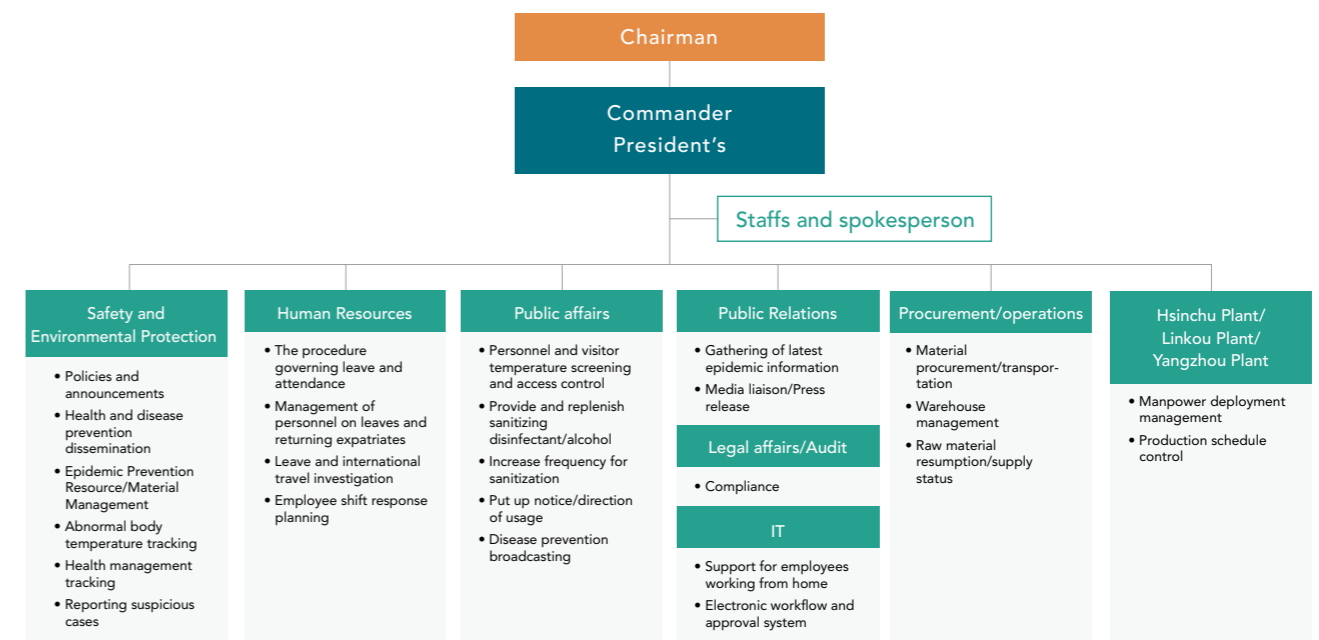 Chairman
Commander
President's
Staffs and spokesperson
Safety and
Environmental Protection
• Policies and
announcements
• Health and disease
prevention
dissemination
• Epidemic Prevention
Resource/Material
Management
• Abnormal body
temperature tracking
• Health management
tracking
• Reporting suspicious
cases
Human Resources
• The procedure
governing leave and
attendance
• Management of
personnel on leaves and
returning expatriates
• Leave and international
travel investigation
• Employee shift response
planning
Public affairs
• Personnel and visitor
temperature screening
and access control
• Provide and replenish
sanitizing
disinfectant/alcohol
• Increase frequency for
sanitization
• Put up notice/direction
of usage
• Disease prevention
broadcasting
Public Relations
• Gathering of latest
epidemic information
• Media liaison/Press
release
Legal affairs/Audit
• Compliance
IT
• Support for employees
working from home
• Electronic workflow and
approval system
Procurement/operations
• Material
procurement/transpor-
tation
• Warehouse
management
• Raw material
resumption/supply
status
Hsinchu Plant/
Linkou Plant/
Yangzhou Plant
• Manpower deployment
management
• Production schedule
control